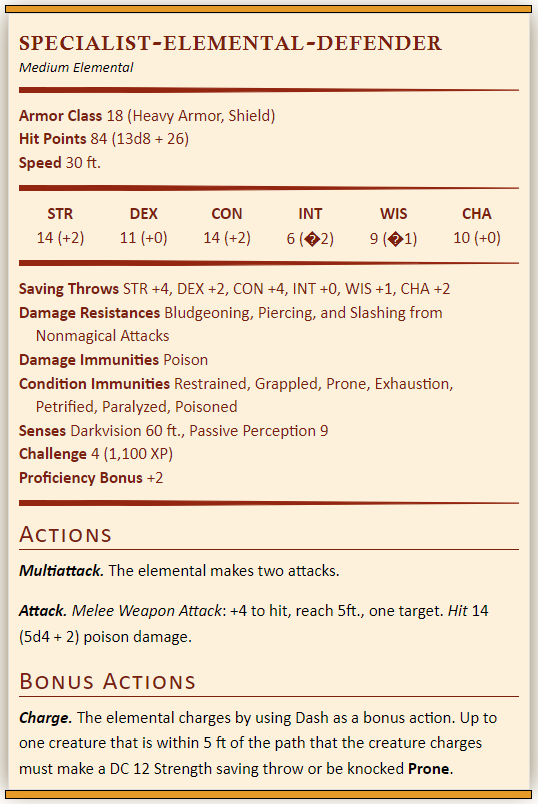 SPECIALIST-ELEMENTAL-DEFENDER
Medium Elemental
Armor Class 18 (Heavy Armor, Shield)
Hit Points 84 (13d8 + 26)
Speed 30 ft.
STR DEX CON INT WIS CHA
14 (+2) 11 (+0) 14 (+2) 6 (�2) 9 (�1) 10 (+0)
Saving Throws STR +4, DEX +2, CON +4, INT +0, WIS +1, CHA +2
Damage Resistances Bludgeoning, Piercing, and Slashing from
Nonmagical Attacks
Damage Immunities Poison
Condition Immunities Restrained, Grappled, Prone, Exhaustion,
Petrified, Paralyzed, Poisoned
Senses Darkvision 60 ft., Passive Perception 9
Challenge 4 (1,100 XP)
Proficiency Bonus +2
ACTIONS
Multiattack. The elemental makes two attacks.
Attack. Melee Weapon Attack: +4 to hit, reach 5ft., one target. Hit 14
(5d4 + 2) poison damage.
BONUS ACTIONS
Charge. The elemental charges by using Dash as a bonus action. Up to
one creature that is within 5 ft of the path that the creature charges
must make a DC 12 Strength saving throw or be knocked Prone.